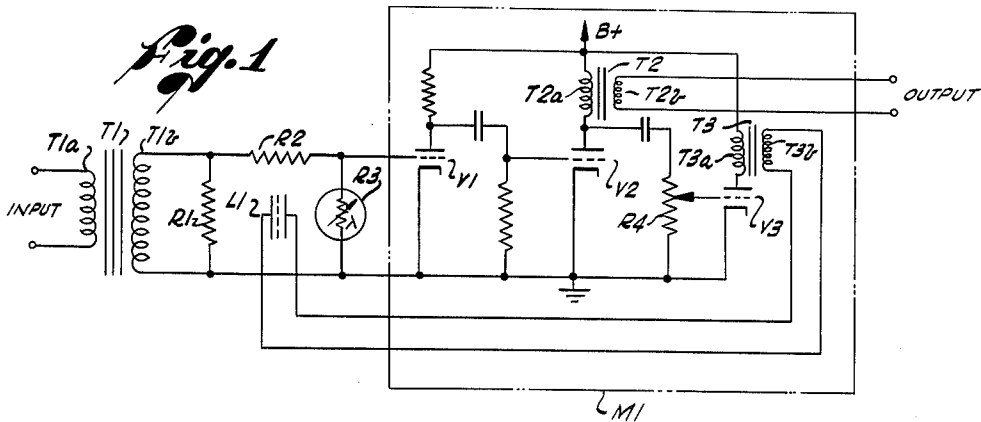 Fig. 1
B+
T2
T2a
T2b
OUTPUT
T3
T3a
T3b
T1a
T1
T1b
R2
V1
V2
R3
INPUT
R1
L1
λ
R4
V3
M1